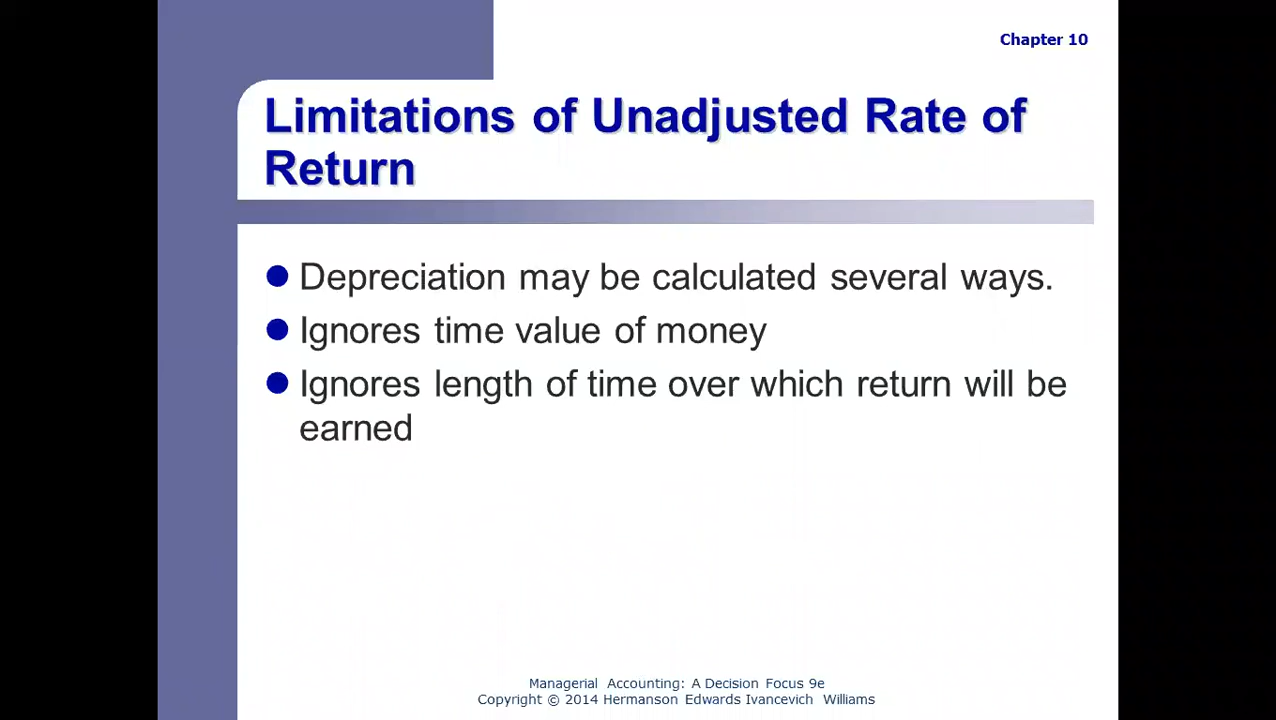 Chapter 10
Limitations of Unadjusted Rate of
Return
Depreciation may be calculated several ways.
Ignores time value of money
Ignores length of time over which return will be
earned
Managerial Accounting: A Decision Focus 9e
Copyright © 2014 Hermanson Edwards Ivancevich Williams